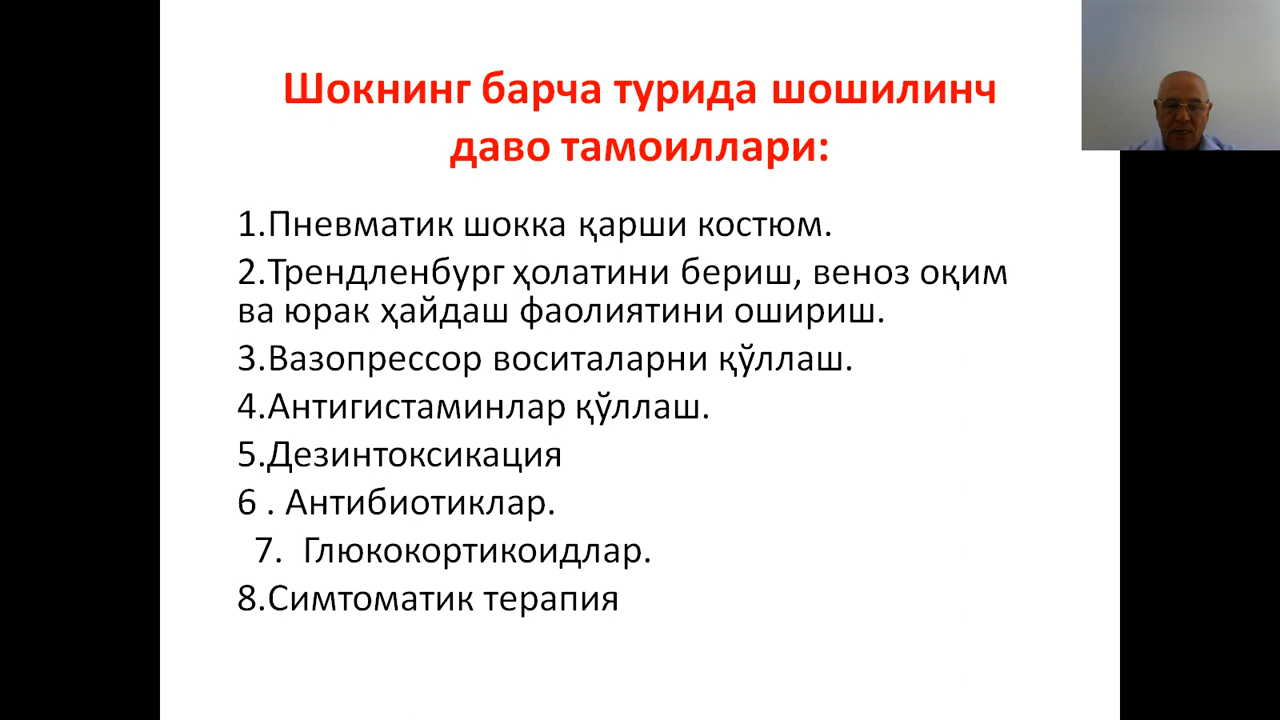 Шокнинг барча турида шошилинч
даво тамоиллари:
1.Пневматик шокка қарши костюм.
2.Трендленбург ҳолатини бериш, веноз оқим
ва юрак ҳайдаш фаолиятини ошириш.
3.Вазопрессор воситаларни қўллаш.
4.Антигистаминлар қўллаш.
5.Дезинтоксикация
6 . Антибиотиклар.
7. Глюкокортикоидлар.
8.Симтоматик терапия